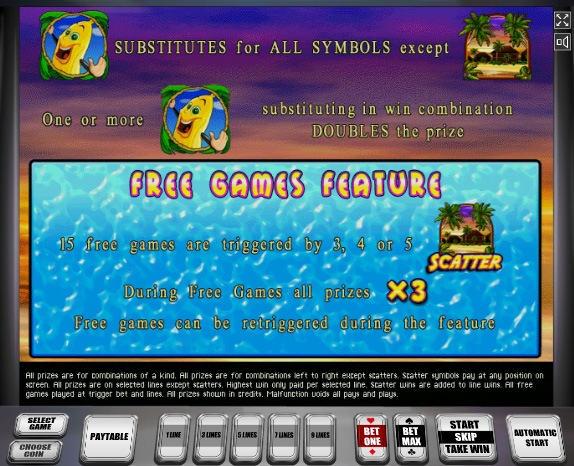 SUBSTITUTES for ALL SYMBOLS except
One or more
substituting in win combination
DOUBLES the prize
FREE GAMES FEATURE
15 free games are triggered by 3, 4 or 5
SCATTER
During Free Games all prizes X3
Free games can be retriggered during the feature
All prizes are for combinations of a kind. All prizes are for combinations left to right except scatters. Scatter symbols pay at any position on
screen. All prizes are on selected lines except scatters. Highest win only paid per selected line. Scatter wins are added to line wins. All free
games played at trigger bet and lines. All prizes shown in credits. Malfunction voids all pays and plays.
SELECT
GAME
CHOOSE
COIN
PAYTABLE
1 LINE
3 LINES
5 LINES
7 LINES
9 LINES
BET
ONE
BET
MAX
START
SKIP
TAKE WIN
AUTOMATIC
START